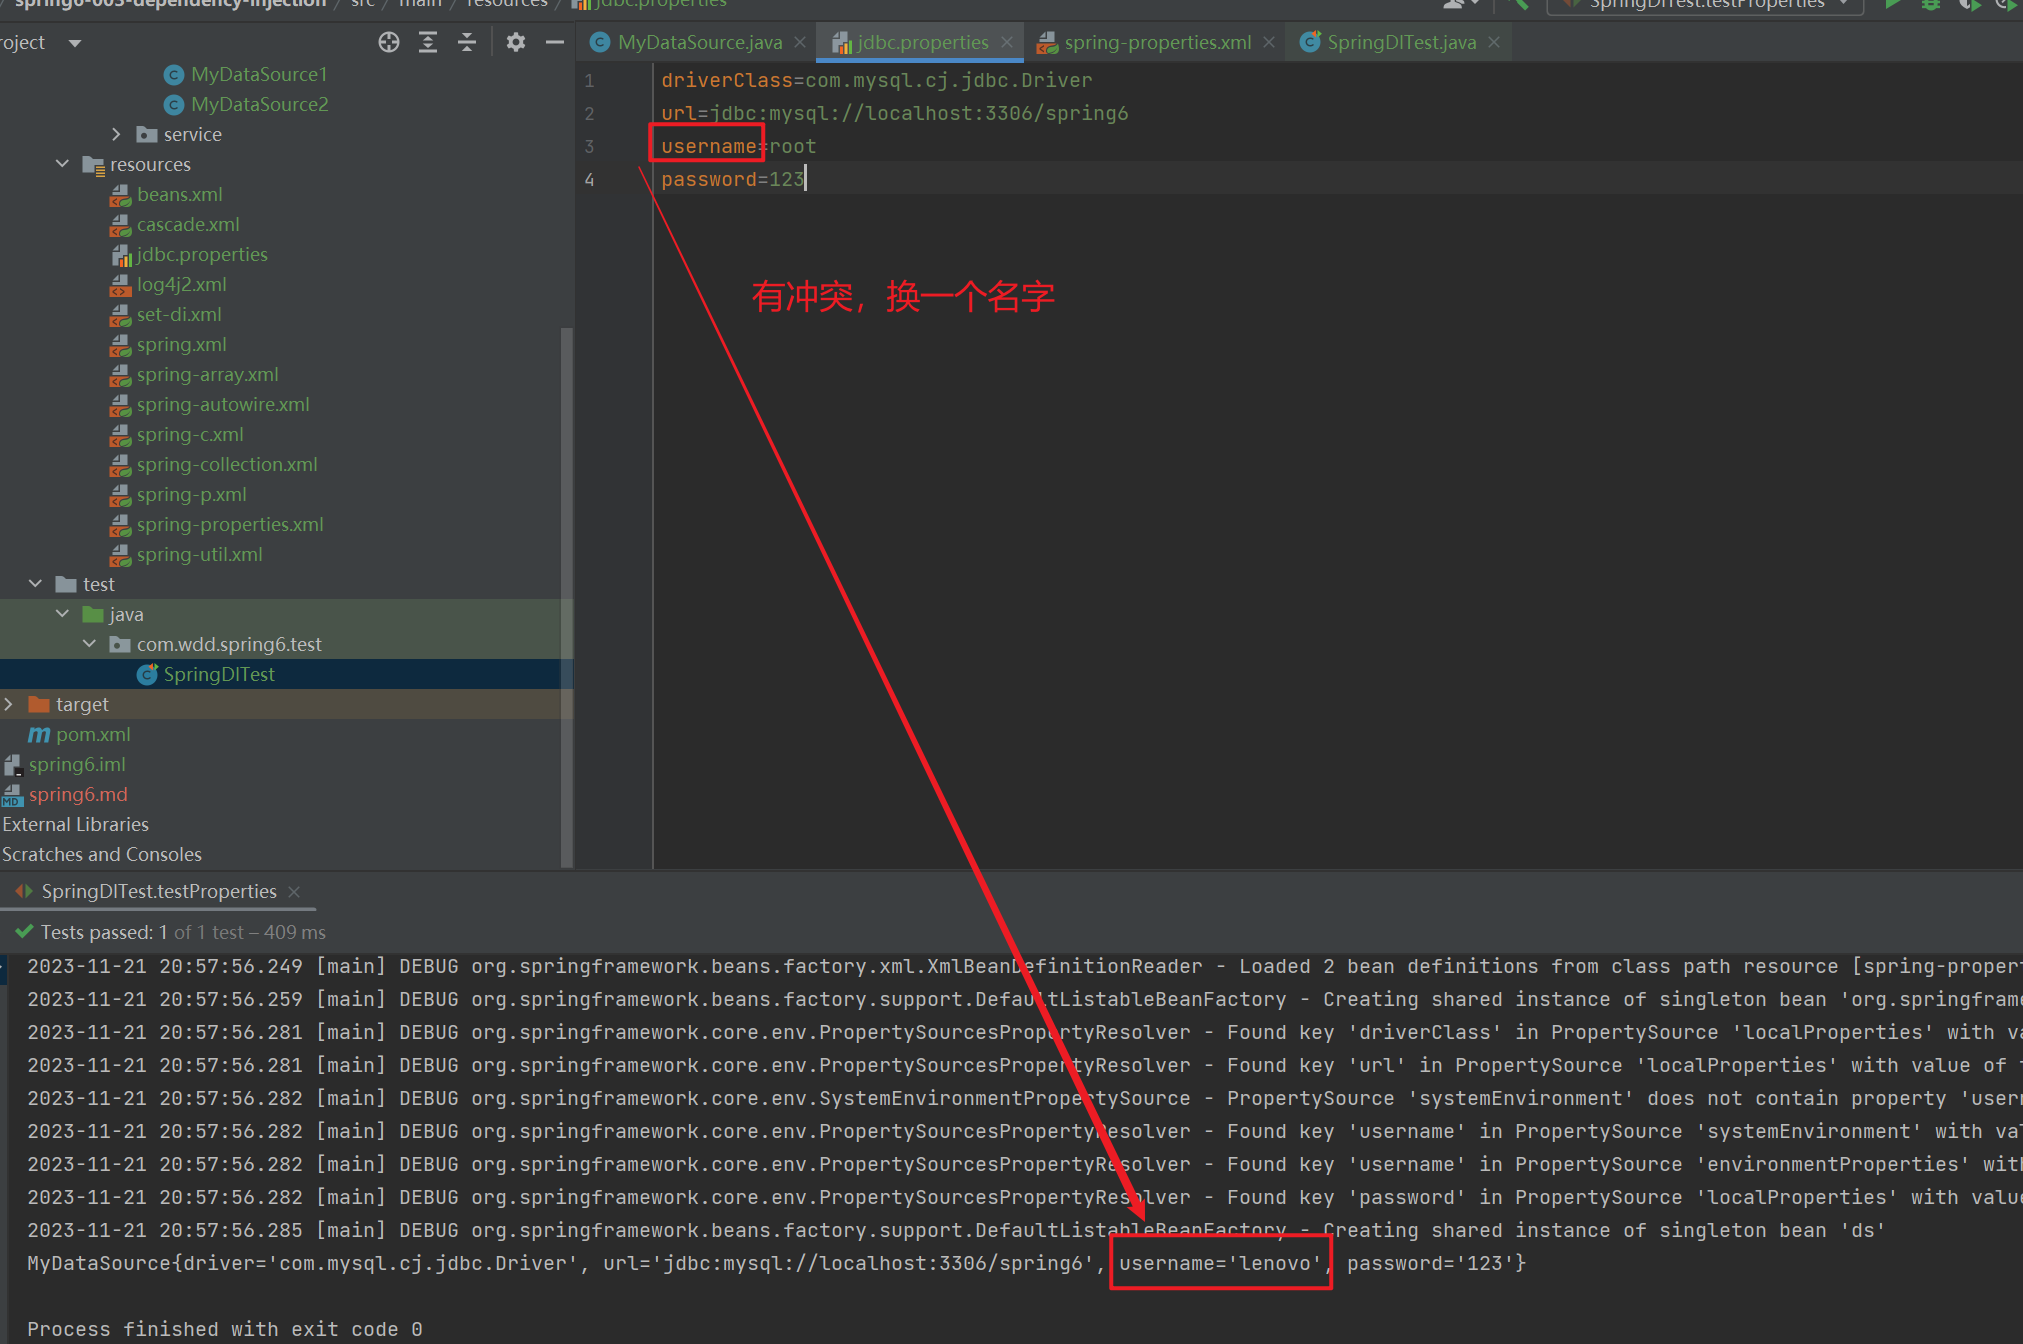 spring6-003-dependency-injection / src / main / resources / jdbc.properties
SpringDITest.testProperties
roject
MyDataSource.java
jdbc.properties
spring-properties.xml
SpringDITest.java
MyDataSource1
MyDataSource2
service
resources
beans.xml
cascade.xml
jdbc.properties
log4j2.xml
set-di.xml
spring.xml
spring-array.xml
spring-autowire.xml
spring-c.xml
spring-collection.xml
spring-p.xml
spring-properties.xml
spring-util.xml
test
java
com.wdd.spring6.test
SpringDITest
target
pom.xml
spring6.iml
spring6.md
External Libraries
Scratches and Consoles
1 driverClass=com.mysql.cj.jdbc.Driver
2 url=jdbc:mysql://localhost:3306/spring6
3 username=root
4 password=123
有冲突，换一个名字
SpringDITest.testProperties
Tests passed: 1 of 1 test – 409 ms
2023-11-21 20:57:56.249 [main] DEBUG org.springframework.beans.factory.xml.XmlBeanDefinitionReader - Loaded 2 bean definitions from class path resource [spring-proper
2023-11-21 20:57:56.259 [main] DEBUG org.springframework.beans.factory.support.DefaultListableBeanFactory - Creating shared instance of singleton bean 'org.springframe
2023-11-21 20:57:56.281 [main] DEBUG org.springframework.core.env.PropertySourcesPropertyResolver - Found key 'driverClass' in PropertySource 'localProperties' with va
2023-11-21 20:57:56.281 [main] DEBUG org.springframework.core.env.PropertySourcesPropertyResolver - Found key 'url' in PropertySource 'localProperties' with value of
2023-11-21 20:57:56.282 [main] DEBUG org.springframework.core.env.SystemEnvironmentPropertySource - PropertySource 'systemEnvironment' does not contain property 'usern
2023-11-21 20:57:56.282 [main] DEBUG org.springframework.core.env.PropertySourcesPropertyResolver - Found key 'username' in PropertySource 'systemEnvironment' with val
2023-11-21 20:57:56.282 [main] DEBUG org.springframework.core.env.PropertySourcesPropertyResolver - Found key 'username' in PropertySource 'environmentProperties' with
2023-11-21 20:57:56.282 [main] DEBUG org.springframework.core.env.PropertySourcesPropertyResolver - Found key 'password' in PropertySource 'localProperties' with value
2023-11-21 20:57:56.285 [main] DEBUG org.springframework.beans.factory.support.DefaultListableBeanFactory - Creating shared instance of singleton bean 'ds'
MyDataSource{driver='com.mysql.cj.jdbc.Driver', url='jdbc:mysql://localhost:3306/spring6', username='lenovo', password='123'}
Process finished with exit code 0